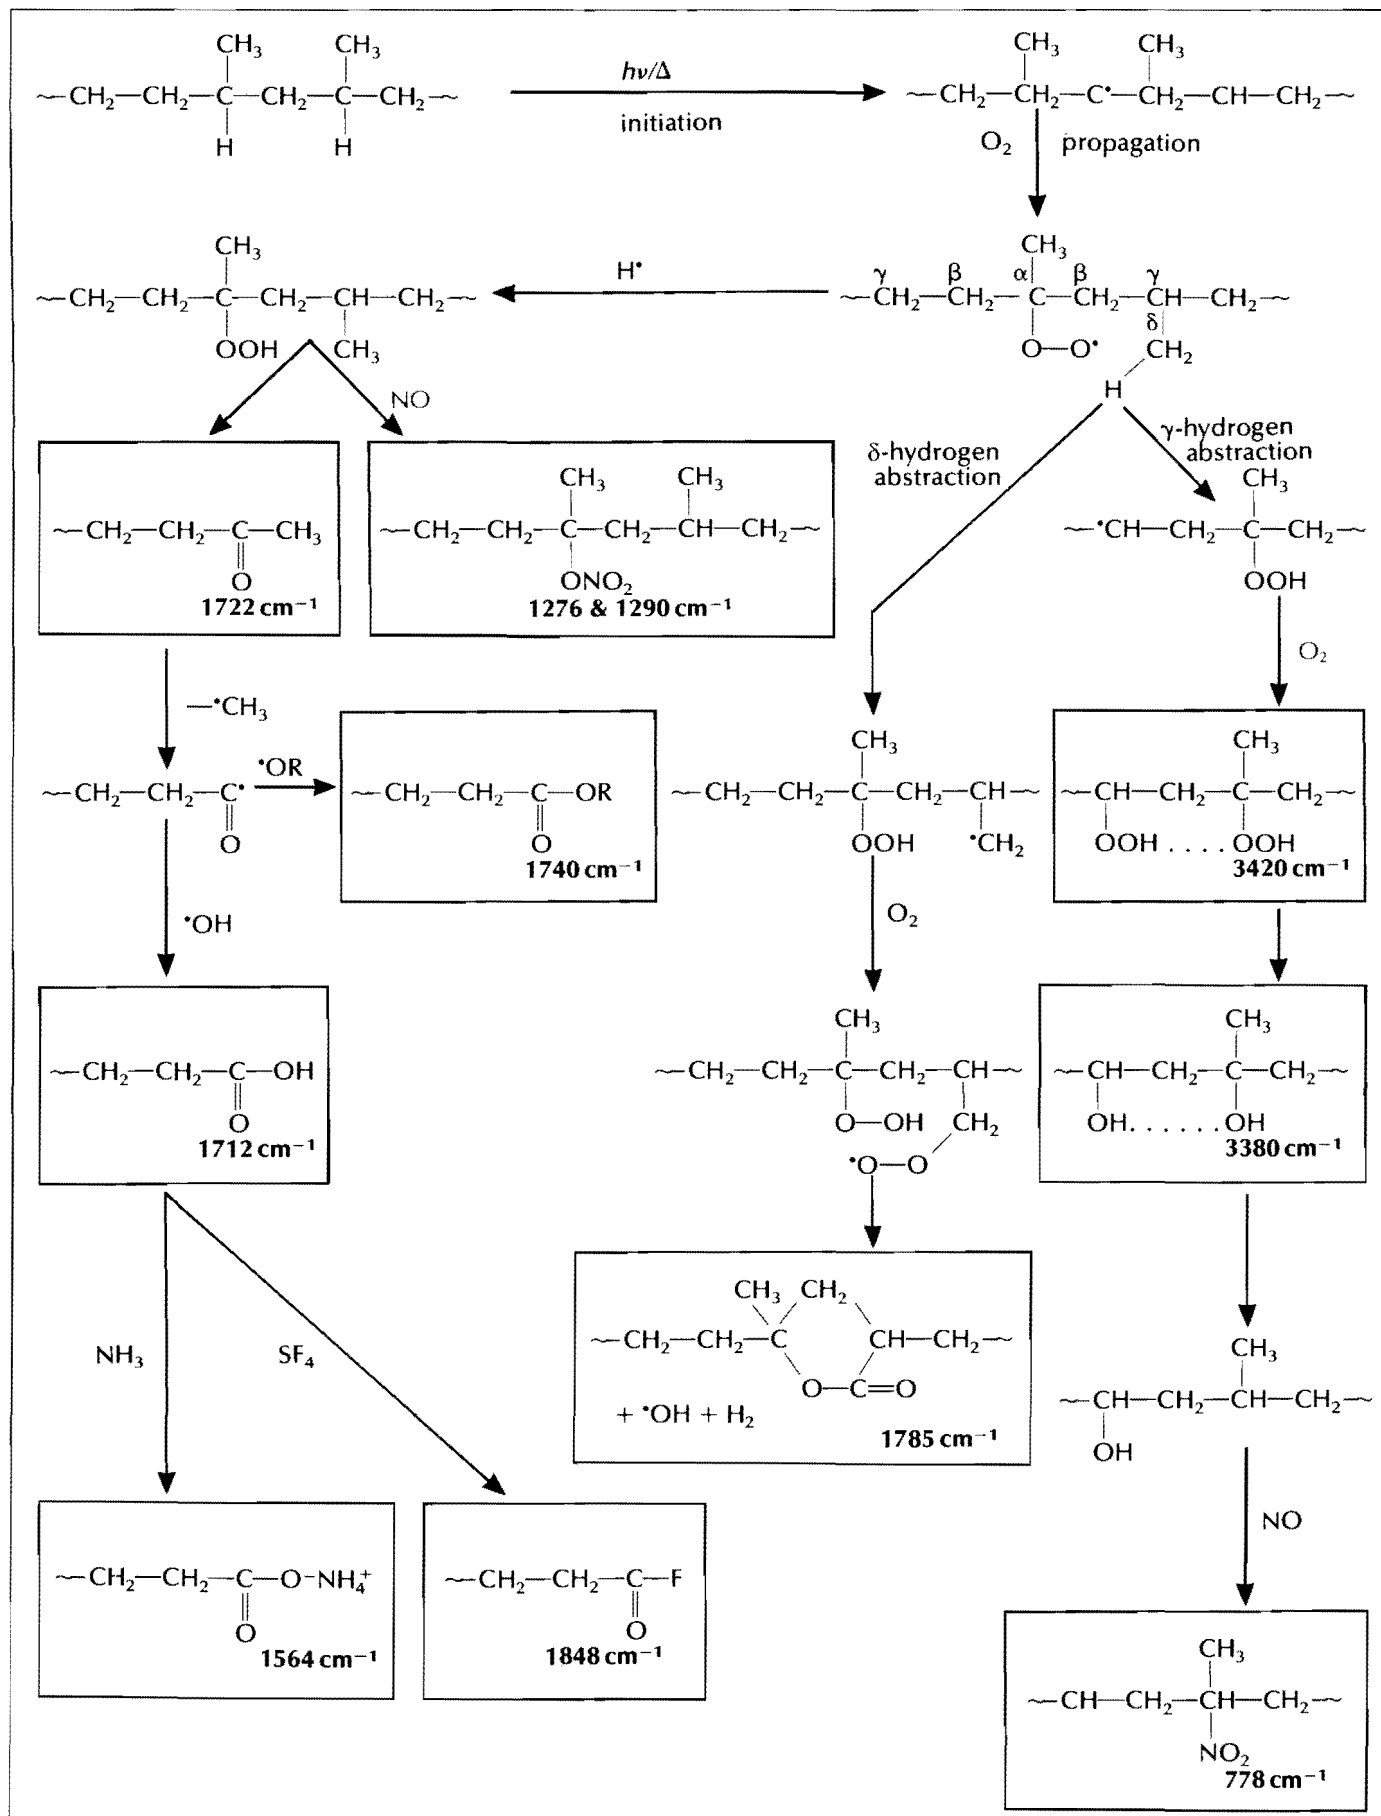 CH₃ CH₃
~CH₂—CH₂—C—CH₂—C—CH₂~
H H
hν/Δ
initiation
CH₃ CH₃
~CH₂—CH₂—C•—CH₂—CH—CH₂~
O₂ propagation
CH₃
~CH₂—CH₂—C—CH₂—CH—CH₂~
OOH CH₃
H•
CH₃
γ β α β γ
~CH₂—CH₂—C—CH₂—CH—CH₂~
δ
O—O• CH₂
H
NO
δ-hydrogen
abstraction
γ-hydrogen
abstraction
~CH₂—CH₂—C—CH₃
O
1722 cm⁻¹
CH₃ CH₃
~CH₂—CH₂—C—CH₂—CH—CH₂~
ONO₂
1276 & 1290 cm⁻¹
CH₃
~•CH—CH₂—C—CH₂~
OOH
O₂
—•CH₃
~CH₂—CH₂—C•
O
•OR
~CH₂—CH₂—C—OR
O
1740 cm⁻¹
CH₃
~CH₂—CH₂—C—CH₂—CH~
OOH •CH₂
O₂
CH₃
~CH—CH₂—C—CH₂~
OOH....OOH
3420 cm⁻¹
•OH
~CH₂—CH₂—C—OH
O
1712 cm⁻¹
CH₃
~CH₂—CH₂—C—CH₂—CH~
O—OH CH₂
•O—O
CH₃
~CH—CH₂—C—CH₂~
OH......OH
3380 cm⁻¹
NH₃ SF₄
CH₃ CH₂
~CH₂—CH₂—C CH—CH₂~
O—C=O
+ •OH + H₂
1785 cm⁻¹
CH₃
~CH—CH₂—CH—CH₂~
OH
NO
~CH₂—CH₂—C—O⁻NH₄⁺
O
1564 cm⁻¹
~CH₂—CH₂—C—F
O
1848 cm⁻¹
CH₃
~CH—CH₂—CH—CH₂~
NO₂
778 cm⁻¹